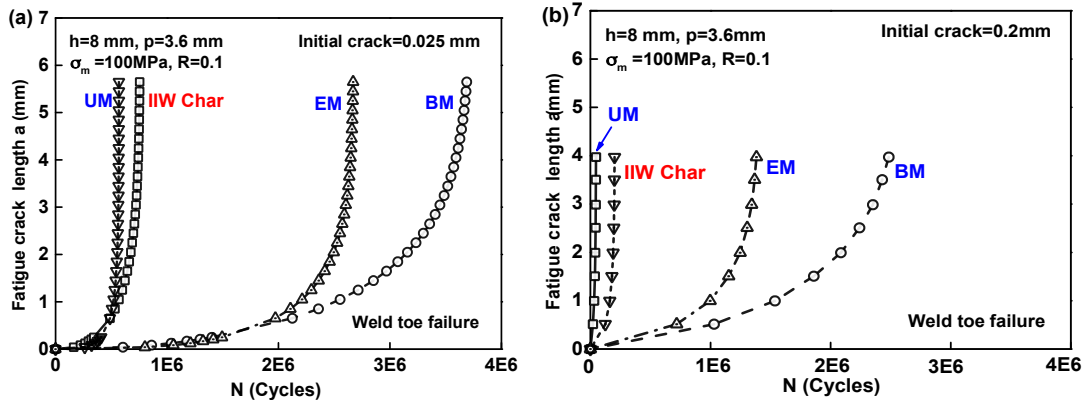 (a)
7
6
5
4
3
2
1
0
Fatigue crack length a (mm)
h=8 mm, p=3.6 mm
σm =100MPa, R=0.1
Initial crack=0.025 mm
UM
IIW Char
EM
BM
Weld toe failure
0
1E6
2E6
3E6
4E6
N (Cycles)
(b)
7
6
5
4
3
2
1
0
Fatigue crack length a(mm)
h=8 mm, p=3.6mm
σm =100MPa, R=0.1
Initial crack=0.2mm
UM
IIW Char
EM
BM
Weld toe failure
0
1E6
2E6
3E6
4E6
N (Cycles)